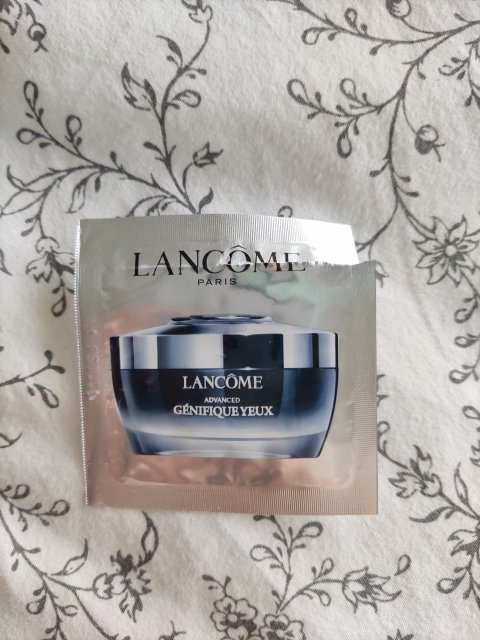 LANCÔME
PARIS
LANCÔME
ADVANCED
GÉNIFIQUE YEUX